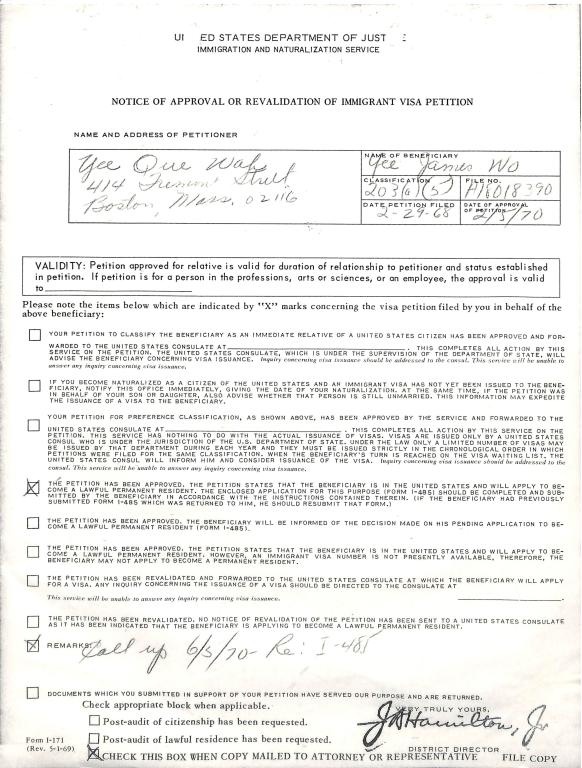 UI ED STATES DEPARTMENT OF JUST
IMMIGRATION AND NATURALIZATION SERVICE
NOTICE OF APPROVAL OR REVALIDATION OF IMMIGRANT VISA PETITION
NAME AND ADDRESS OF PETITIONER
Yee Que Wah
414 Street
Boston, Mass. 02116
NAME OF BENEFICIARY
Yee James Wo
CLASSIFICATION
203(a)(5)
FILE NO.
A18018390
DATE PETITION FILED
2-29-68
DATE OF APPROVAL OF PETITION
2/3/70
VALIDITY: Petition approved for relative is valid for duration of relationship to petitioner and status established
in petition. If petition is for a person in the professions, arts or sciences, or an employee, the approval is valid
to
Please note the items below which are indicated by "X" marks concerning the visa petition filed by you in behalf of the
above beneficiary:
YOUR PETITION TO CLASSIFY THE BENEFICIARY AS AN IMMEDIATE RELATIVE OF A UNITED STATES CITIZEN HAS BEEN APPROVED AND FOR-
WARDED TO THE UNITED STATES CONSULATE AT . THIS COMPLETES ALL ACTION BY THIS
SERVICE ON THE PETITION. THE UNITED STATES CONSULATE, WHICH IS UNDER THE SUPERVISION OF THE DEPARTMENT OF STATE, WILL
ADVISE THE BENEFICIARY CONCERNING VISA ISSUANCE. Inquiry concerning visa issuance should be addressed to the consul. This service will be unable to
answer any inquiry concerning visa issuance.
IF YOU BECOME NATURALIZED AS A CITIZEN OF THE UNITED STATES AND AN IMMIGRANT VISA HAS NOT YET BEEN ISSUED TO THE BENE-
FICIARY, NOTIFY THIS OFFICE IMMEDIATELY, GIVING THE DATE OF YOUR NATURALIZATION. AT THE SAME TIME, IF THE PETITION WAS
IN BEHALF OF YOUR SON OR DAUGHTER, ALSO ADVISE WHETHER THAT PERSON IS STILL UNMARRIED. THIS INFORMATION MAY EXPEDITE
THE ISSUANCE OF A VISA TO THE BENEFICIARY.
YOUR PETITION FOR PREFERENCE CLASSIFICATION, AS SHOWN ABOVE, HAS BEEN APPROVED BY THE SERVICE AND FORWARDED TO THE
UNITED STATES CONSULATE AT . THIS COMPLETES ALL ACTION BY THIS SERVICE ON THE
PETITION. THIS SERVICE HAS NOTHING TO DO WITH THE ACTUAL ISSUANCE OF VISAS. VISAS ARE ISSUED ONLY BY A UNITED STATES
CONSUL WHO IS UNDER JURISDICTION OF THE U.S. DEPARTMENT OF STATE. UNDER THE LAW ONLY A LIMITED NUMBER OF VISAS MAY
BE ISSUED BY THAT DEPARTMENT DURING EACH YEAR AND THEY MUST BE ISSUED STRICTLY IN THE CHRONOLOGICAL ORDER IN WHICH
PETITIONS WERE FILED FOR THE SAME CLASSIFICATION. WHEN THE BENEFICIARY'S TURN IS REACHED ON THE VISA WAITING LIST, THE
UNITED STATES CONSUL WILL INFORM HIM AND CONSIDER ISSUANCE OF THE VISA. Inquiry concerning visa issuance should be addressed to the
consul. This service will be unable to answer any inquiry concerning visa issuance.
THE PETITION HAS BEEN APPROVED. THE PETITION STATES THAT THE BENEFICIARY IS IN THE UNITED STATES AND WILL APPLY TO BE-
COME A LAWFUL PERMANENT RESIDENT. THE ENCLOSED APPLICATION FOR THIS PURPOSE (FORM I-485) SHOULD BE COMPLETED AND SUB-
MITTED BY THE BENEFICIARY IN ACCORDANCE WITH THE INSTRUCTIONS CONTAINED THEREIN. (IF THE BENEFICIARY HAD PREVIOUSLY
SUBMITTED FORM I-485 WHICH WAS RETURNED TO HIM, HE SHOULD RESUBMIT THAT FORM.)
THE PETITION HAS BEEN APPROVED. THE BENEFICIARY WILL BE INFORMED OF THE DECISION MADE ON HIS PENDING APPLICATION TO BE-
COME A LAWFUL PERMANENT RESIDENT (FORM I-485).
THE PETITION HAS BEEN APPROVED. THE PETITION STATES THAT THE BENEFICIARY IS IN THE UNITED STATES AND WILL APPLY TO BE-
COME A LAWFUL PERMANENT RESIDENT. HOWEVER, AN IMMIGRANT VISA NUMBER IS NOT PRESENTLY AVAILABLE, THEREFORE, THE
BENEFICIARY MAY NOT APPLY TO BECOME A PERMANENT RESIDENT.
THE PETITION HAS BEEN REVALIDATED AND FORWARDED TO THE UNITED STATES CONSULATE AT WHICH THE BENEFICIARY WILL APPLY
FOR A VISA. ANY INQUIRY CONCERNING THE ISSUANCE OF A VISA SHOULD BE DIRECTED TO THE CONSULATE AT
This service will be unable to answer any inquiry concerning visa issuance.
THE PETITION HAS BEEN REVALIDATED. NO NOTICE OF REVALIDATION OF THE PETITION HAS BEEN SENT TO A UNITED STATES CONSULATE
AS IT HAS BEEN INDICATED THAT THE BENEFICIARY IS APPLYING TO BECOME A LAWFUL PERMANENT RESIDENT.
REMARKS: Call up 6/3/70 - Re: I-485
DOCUMENTS WHICH YOU SUBMITTED IN SUPPORT OF YOUR PETITION HAVE SERVED OUR PURPOSE AND ARE RETURNED.
Check appropriate block when applicable.
VERY TRULY YOURS,
Post-audit of citizenship has been requested.
J Hamilton, Jr
Post-audit of lawful residence has been requested.
DISTRICT DIRECTOR
Form I-171
(Rev. 5-1-69)
CHECK THIS BOX WHEN COPY MAILED TO ATTORNEY OR REPRESENTATIVE
FILE COPY